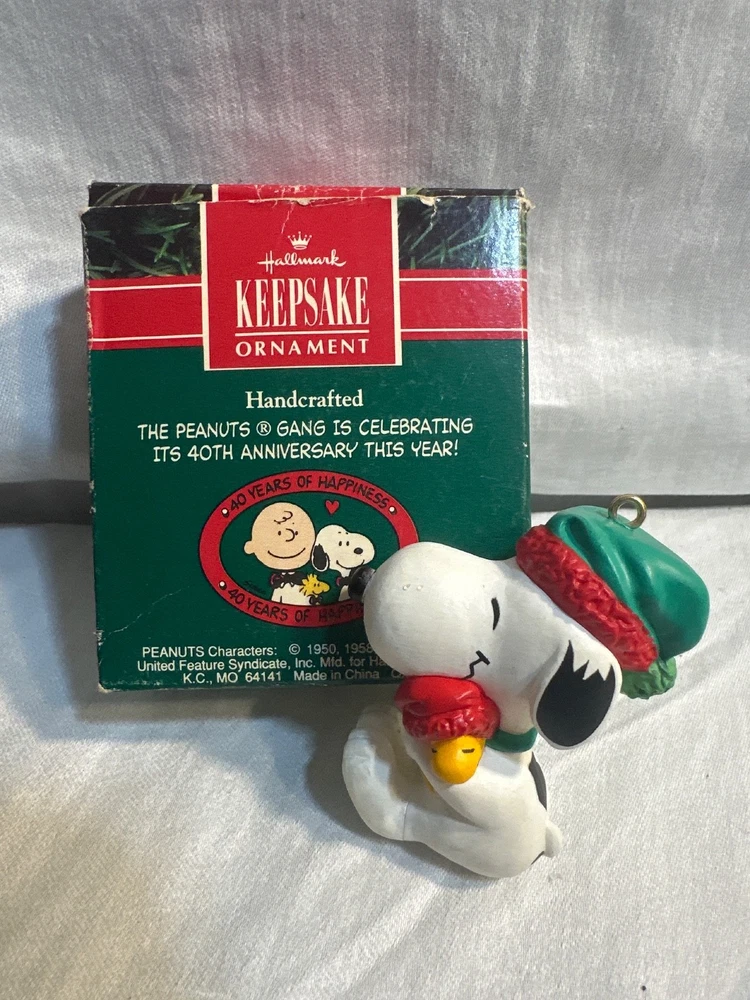 Hallmark
KEEPSAKE
ORNAMENT
Handcrafted
THE PEANUTS ® GANG IS CELEBRATING
ITS 40TH ANNIVERSARY THIS YEAR!
40 YEARS OF HAPPINESS
40 YEARS OF
PEANUTS Characters: © 1950, 1958
United Feature Syndicate, Inc. Mfd. for
K.C., MO 64141 Made in China